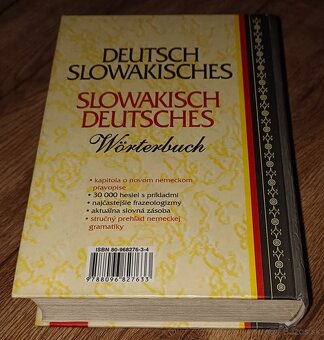 DEUTSCH
SLOWAKISCHES
SLOWAKISCH
DEUTSCHES
Wörterbuch
• kapitola o novom nemeckom
pravopise
• 30 000 hesiel s príkladmi
• najčastejšie frazeologizmy
• aktuálna slovná zásoba
• stručný prehľad nemeckej
gramatiky
ISBN 80-968276-3-4
9788096827633